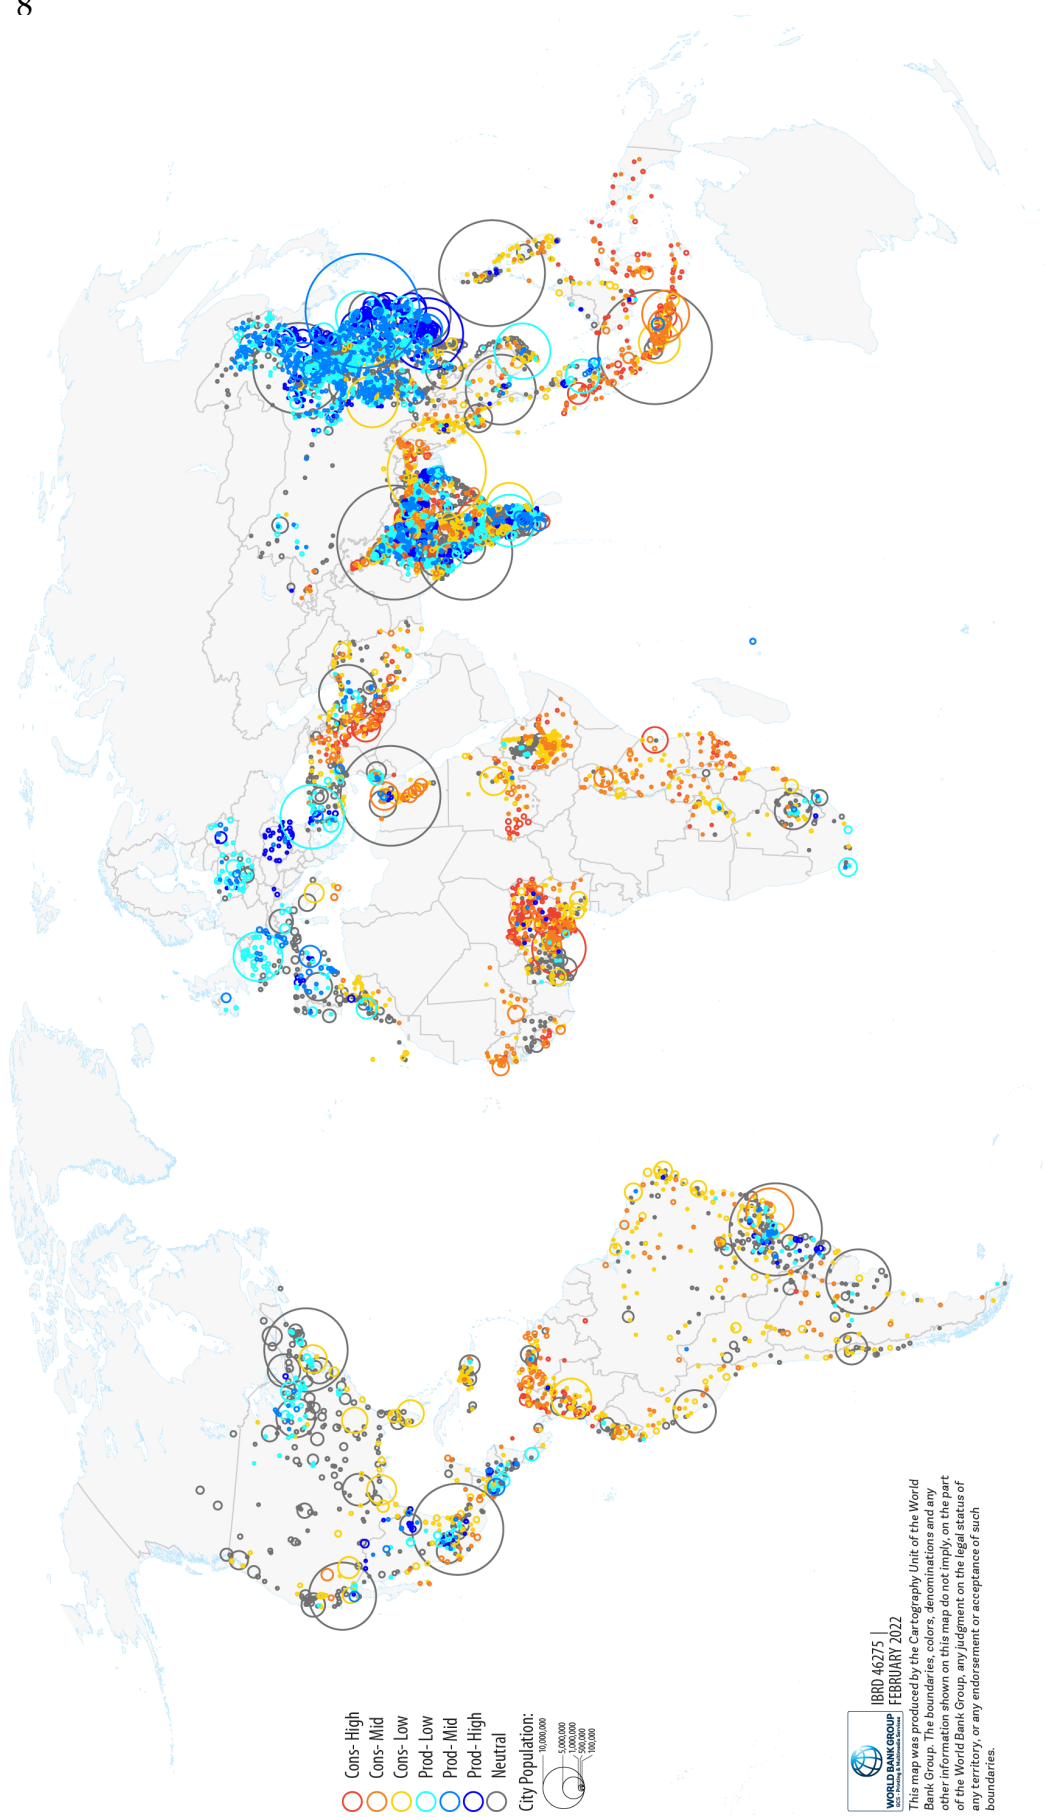 8
Cons- High
Cons- Mid
Cons- Low
Prod- Low
Prod- Mid
Prod- High
Neutral
City Population:
10,000,000
5,000,000
1,000,000
500,000
100,000
WORLD BANK GROUP
GCS - Printing & Multimedia Services
IBRD 46275 |
FEBRUARY 2022
This map was produced by the Cartography Unit of the World
Bank Group. The boundaries, colors, denominations and any
other information shown on this map do not imply, on the part
of the World Bank Group, any judgment on the legal status of
any territory, or any endorsement or acceptance of such
boundaries.